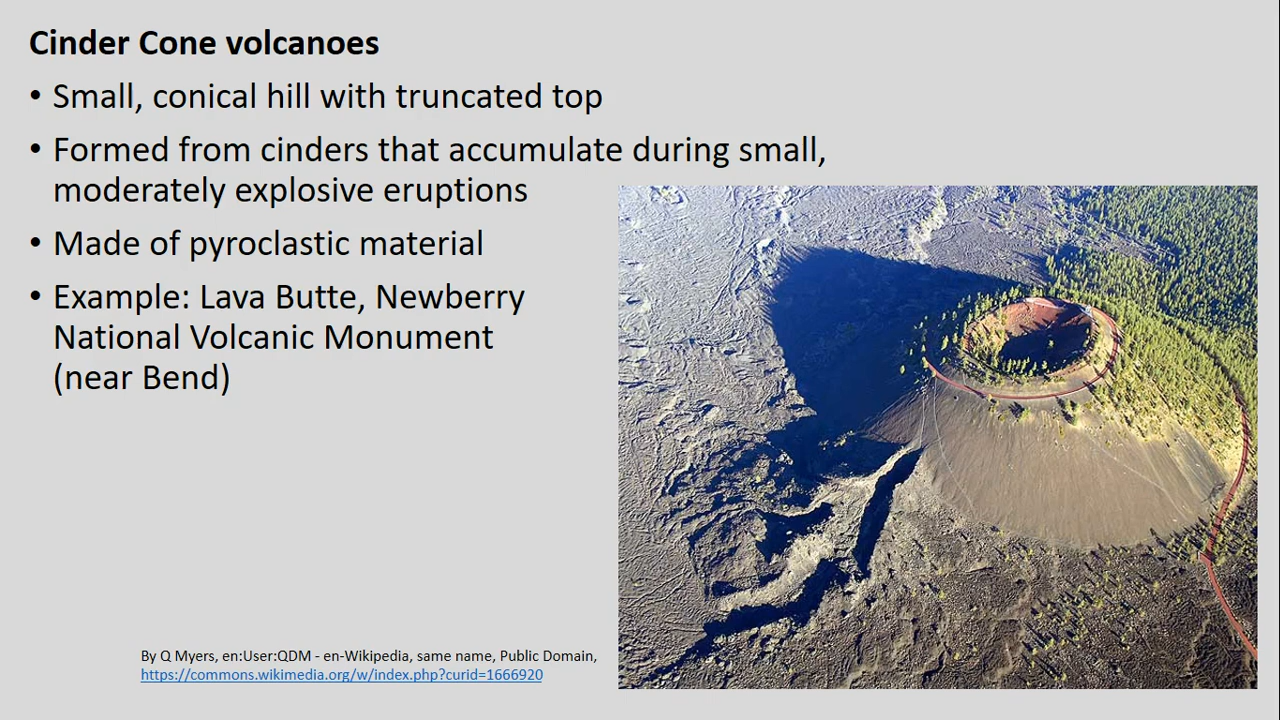 Cinder Cone volcanoes
• Small, conical hill with truncated top
• Formed from cinders that accumulate during small,
moderately explosive eruptions
• Made of pyroclastic material
• Example: Lava Butte, Newberry
National Volcanic Monument
(near Bend)
By Q Myers, en:User:QDM - en-Wikipedia, same name, Public Domain,
https://commons.wikimedia.org/w/index.php?curid=1666920